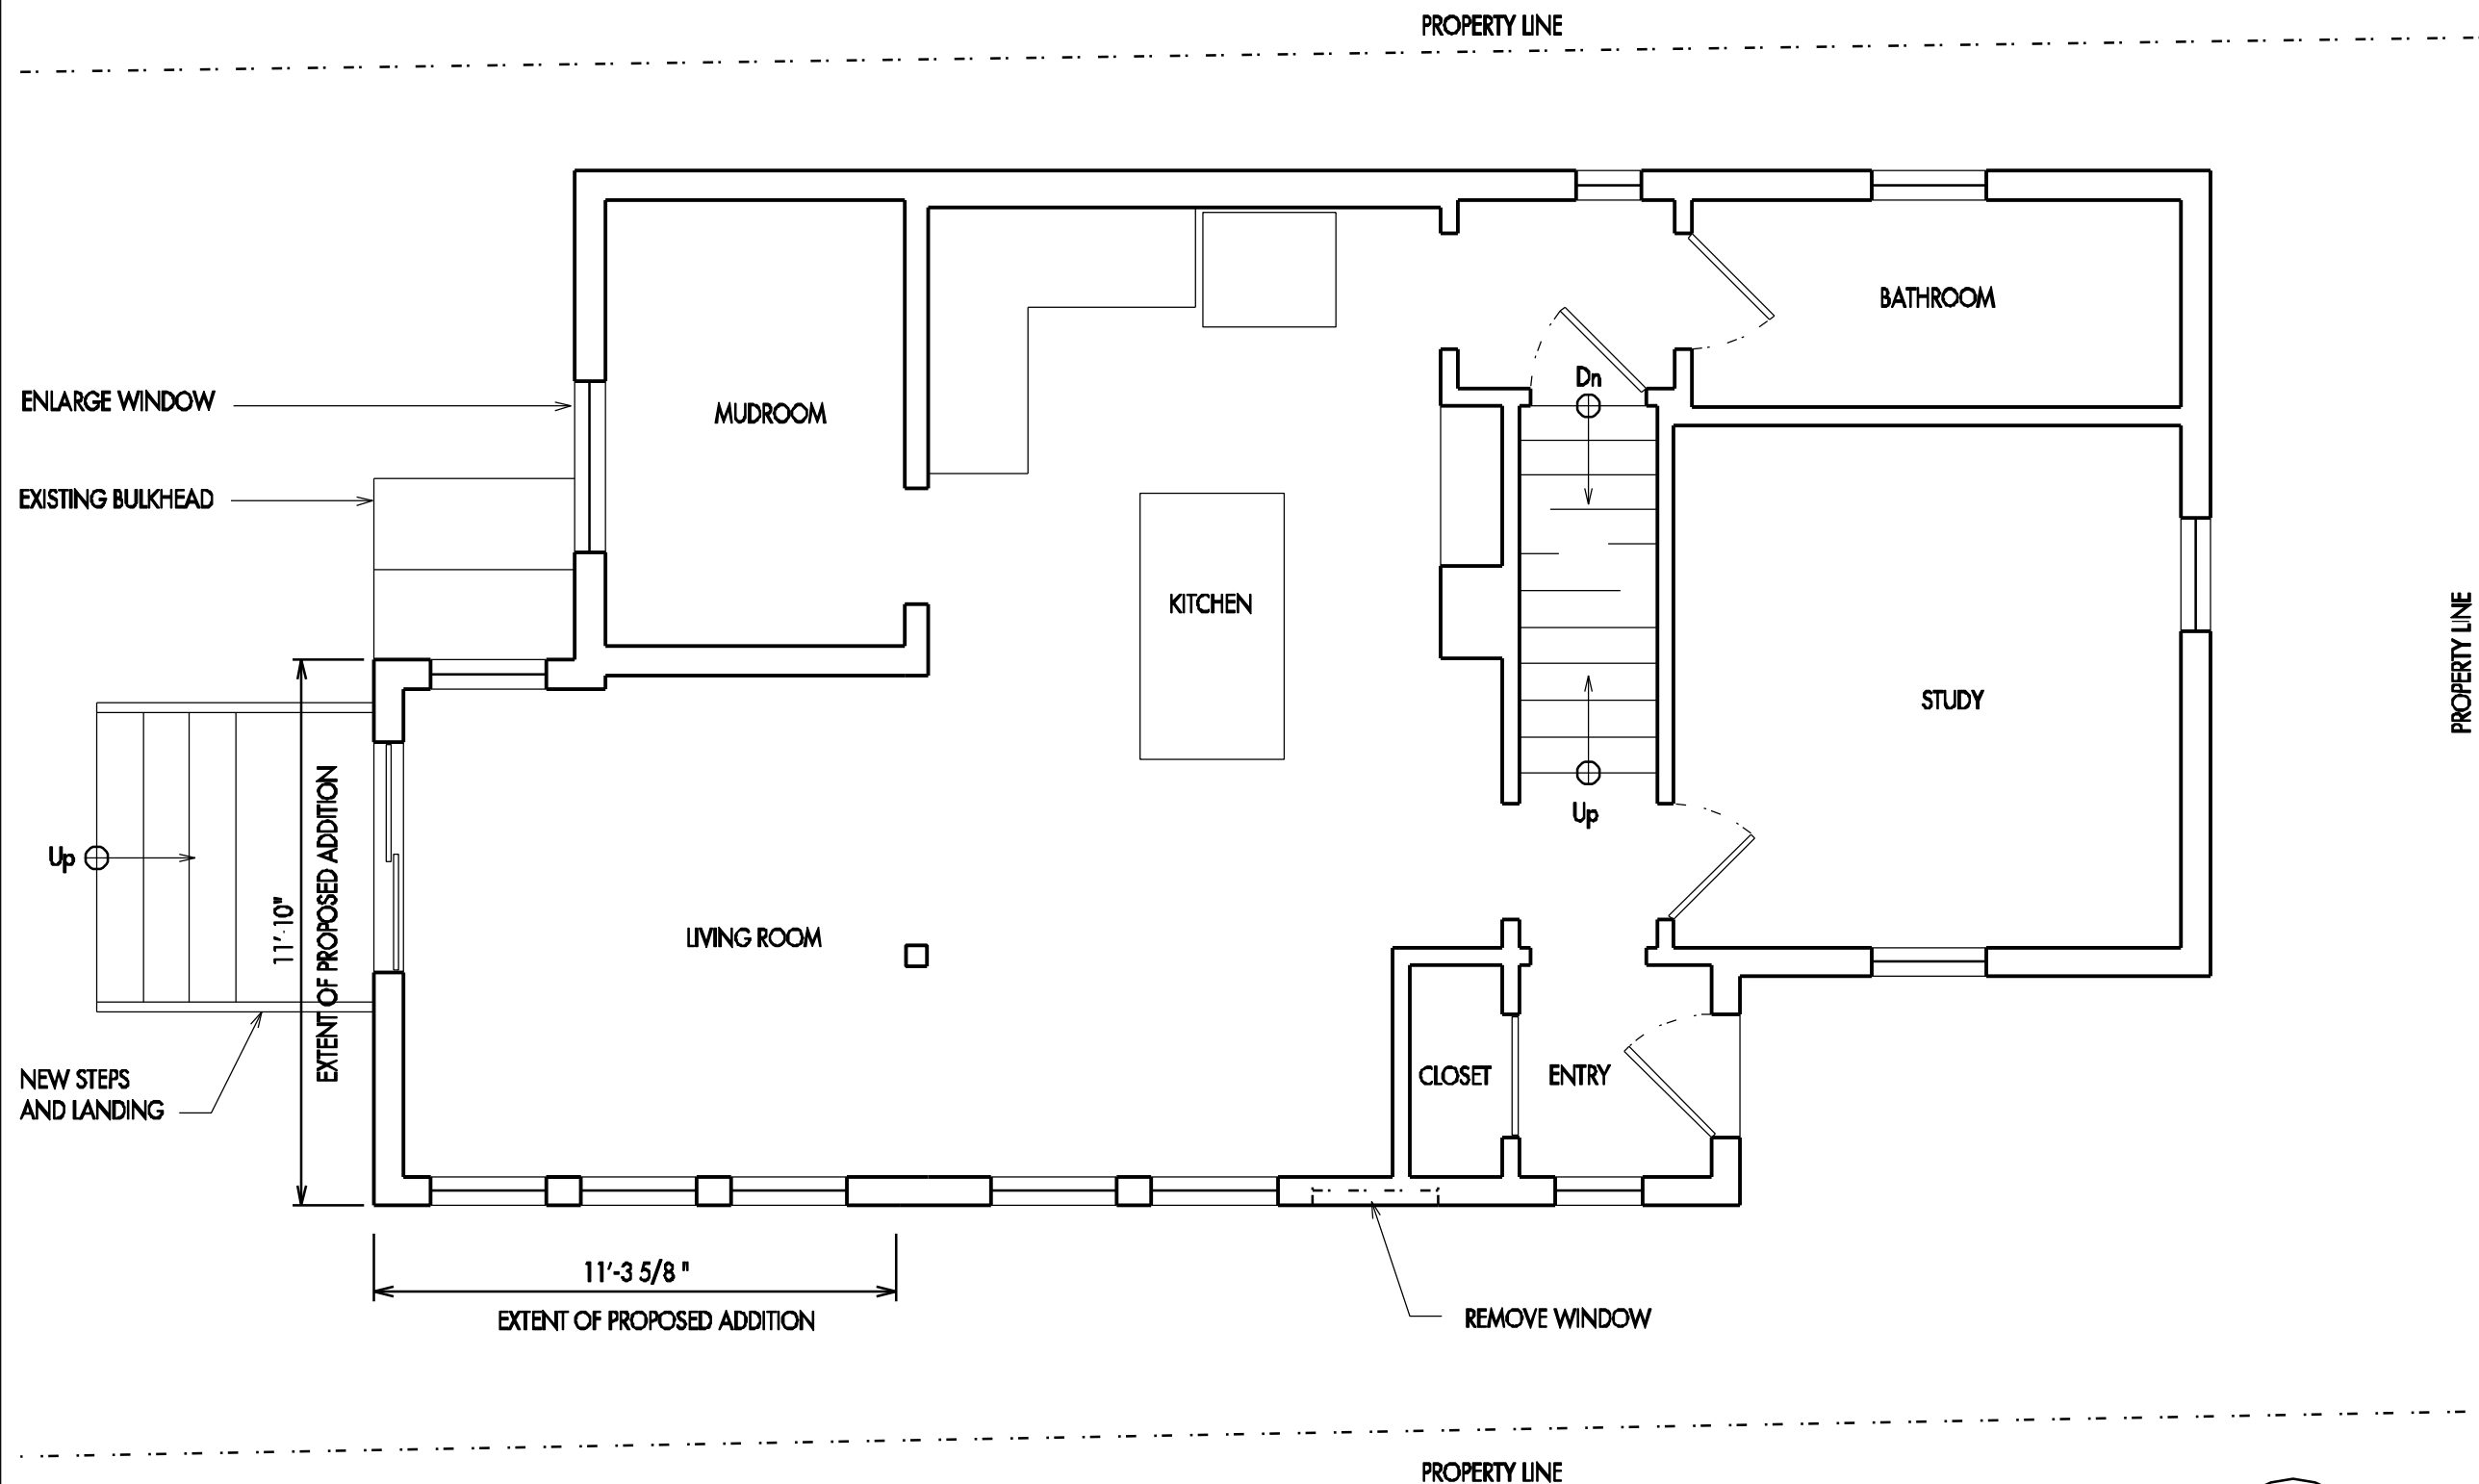 PROPERTY LINE
BATHROOM
Dn
ENLARGE WINDOW
MUDROOM
EXISTING BULKHEAD
KITCHEN
PROPERTY LINE
STUDY
Up
Up
11'-10"
EXTENT OF PROPOSED ADDITION
LIVING ROOM
CLOSET
ENTRY
NEW STEPS
AND LANDING
11'-3 5/8 "
EXTENT OF PROPOSED ADDITION
REMOVE WINDOW
PROPERTY LINE